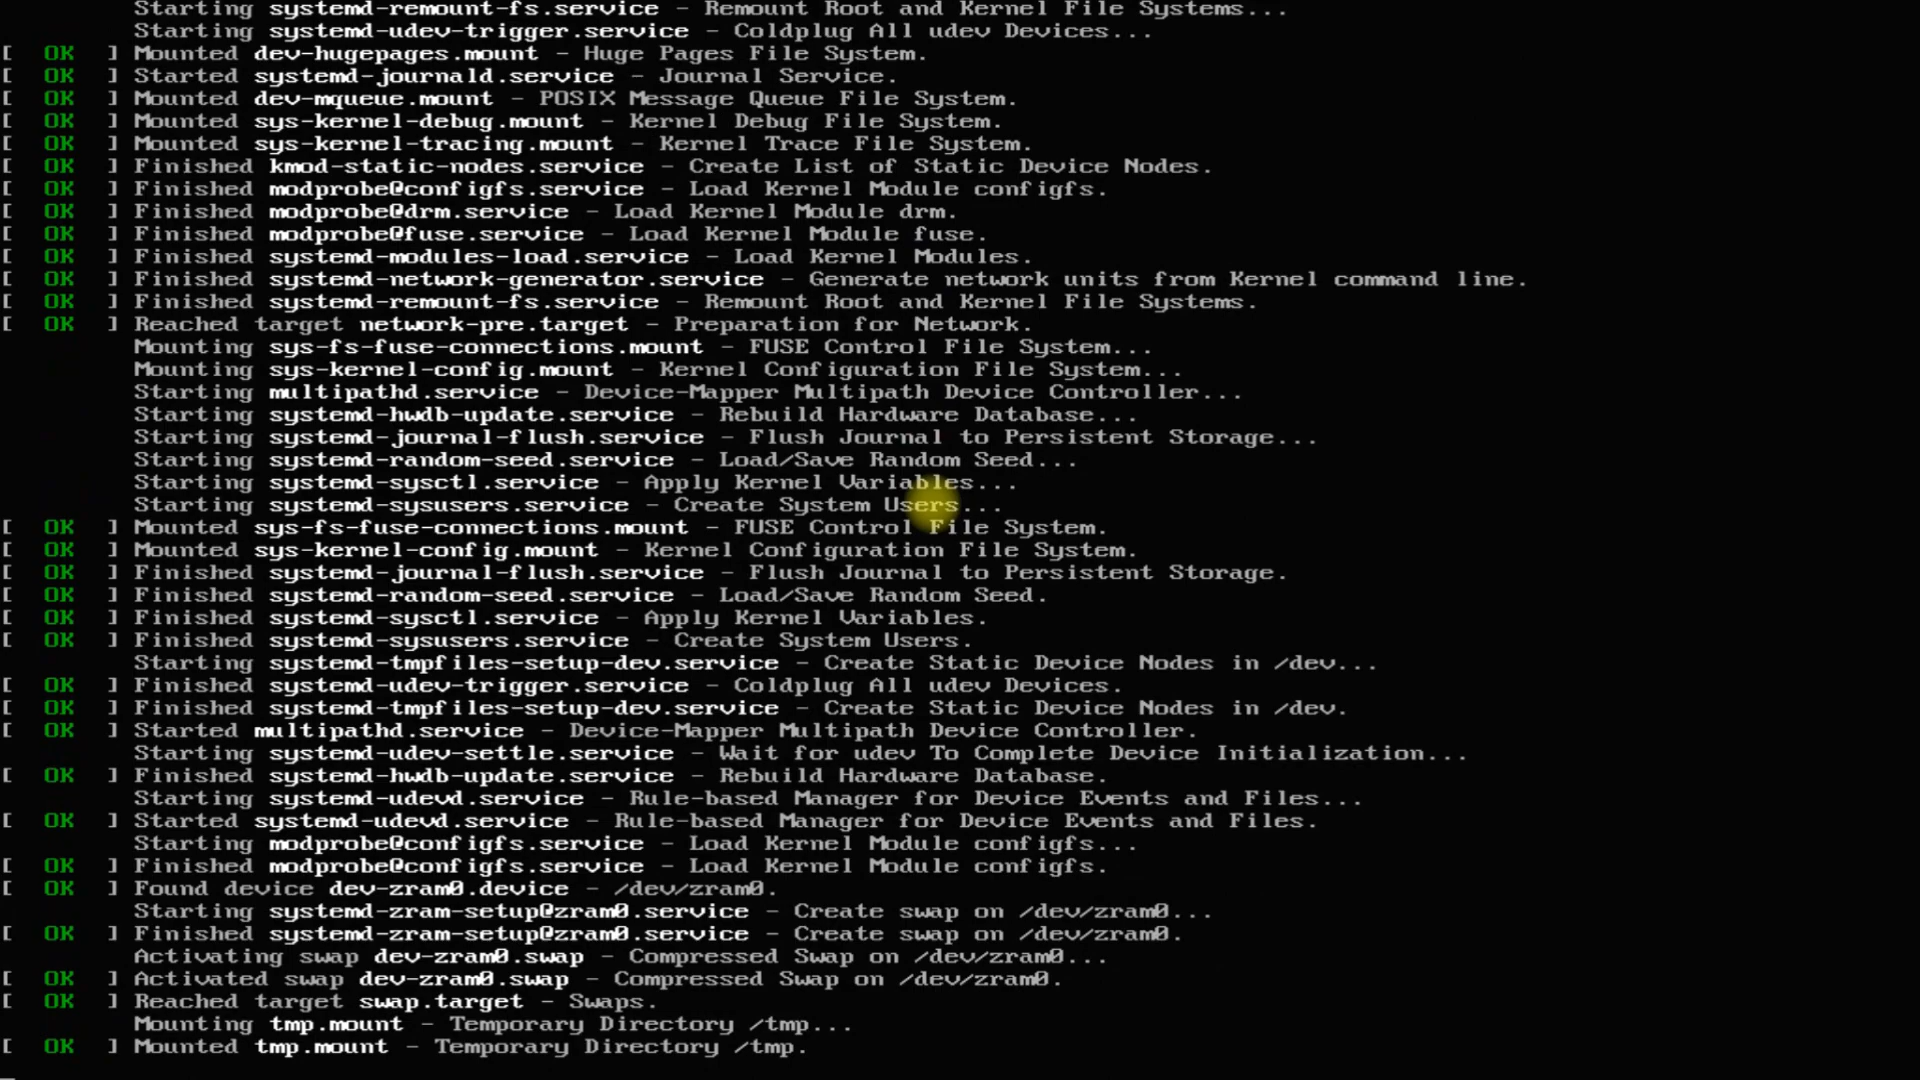 Starting systemd-remount-fs.service - Remount Root and Kernel File Systems...
Starting systemd-udev-trigger.service - Coldplug All udev Devices...
[  OK  ] Mounted dev-hugepages.mount - Huge Pages File System.
[  OK  ] Started systemd-journald.service - Journal Service.
[  OK  ] Mounted dev-mqueue.mount - POSIX Message Queue File System.
[  OK  ] Mounted sys-kernel-debug.mount - Kernel Debug File System.
[  OK  ] Mounted sys-kernel-tracing.mount - Kernel Trace File System.
[  OK  ] Finished kmod-static-nodes.service - Create List of Static Device Nodes.
[  OK  ] Finished modprobe@configfs.service - Load Kernel Module configfs.
[  OK  ] Finished modprobe@drm.service - Load Kernel Module drm.
[  OK  ] Finished modprobe@fuse.service - Load Kernel Module fuse.
[  OK  ] Finished systemd-modules-load.service - Load Kernel Modules.
[  OK  ] Finished systemd-network-generator.service - Generate network units from Kernel command line.
[  OK  ] Finished systemd-remount-fs.service - Remount Root and Kernel File Systems.
[  OK  ] Reached target network-pre.target - Preparation for Network.
Mounting sys-fs-fuse-connections.mount - FUSE Control File System...
Mounting sys-kernel-config.mount - Kernel Configuration File System...
Starting multipathd.service - Device-Mapper Multipath Device Controller...
Starting systemd-hwdb-update.service - Rebuild Hardware Database...
Starting systemd-journal-flush.service - Flush Journal to Persistent Storage...
Starting systemd-random-seed.service - Load/Save Random Seed...
Starting systemd-sysctl.service - Apply Kernel Variables...
Starting systemd-sysusers.service - Create System Users...
[  OK  ] Mounted sys-fs-fuse-connections.mount - FUSE Control File System.
[  OK  ] Mounted sys-kernel-config.mount - Kernel Configuration File System.
[  OK  ] Finished systemd-journal-flush.service - Flush Journal to Persistent Storage.
[  OK  ] Finished systemd-random-seed.service - Load/Save Random Seed.
[  OK  ] Finished systemd-sysctl.service - Apply Kernel Variables.
[  OK  ] Finished systemd-sysusers.service - Create System Users.
Starting systemd-tmpfiles-setup-dev.service - Create Static Device Nodes in /dev...
[  OK  ] Finished systemd-udev-trigger.service - Coldplug All udev Devices.
[  OK  ] Finished systemd-tmpfiles-setup-dev.service - Create Static Device Nodes in /dev.
[  OK  ] Started multipathd.service - Device-Mapper Multipath Device Controller.
Starting systemd-udev-settle.service - Wait for udev To Complete Device Initialization...
[  OK  ] Finished systemd-hwdb-update.service - Rebuild Hardware Database.
Starting systemd-udevd.service - Rule-based Manager for Device Events and Files...
[  OK  ] Started systemd-udevd.service - Rule-based Manager for Device Events and Files.
Starting modprobe@configfs.service - Load Kernel Module configfs...
[  OK  ] Finished modprobe@configfs.service - Load Kernel Module configfs.
[  OK  ] Found device dev-zram0.device - /dev/zram0.
Starting systemd-zram-setup@zram0.service - Create swap on /dev/zram0...
[  OK  ] Finished systemd-zram-setup@zram0.service - Create swap on /dev/zram0.
Activating swap dev-zram0.swap - Compressed Swap on /dev/zram0...
[  OK  ] Activated swap dev-zram0.swap - Compressed Swap on /dev/zram0.
[  OK  ] Reached target swap.target - Swaps.
Mounting tmp.mount - Temporary Directory /tmp...
[  OK  ] Mounted tmp.mount - Temporary Directory /tmp.